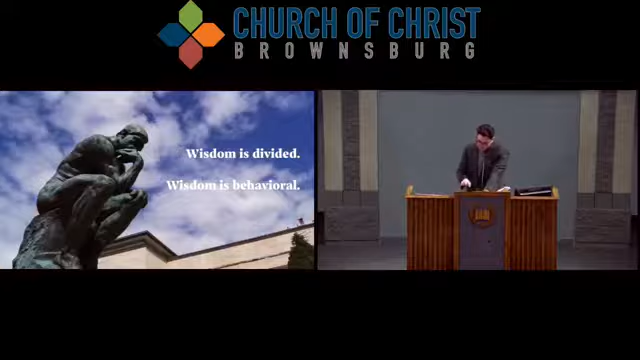 CHURCH OF CHRIST
BROWNSBURG
Wisdom is divided.
Wisdom is behavioral.